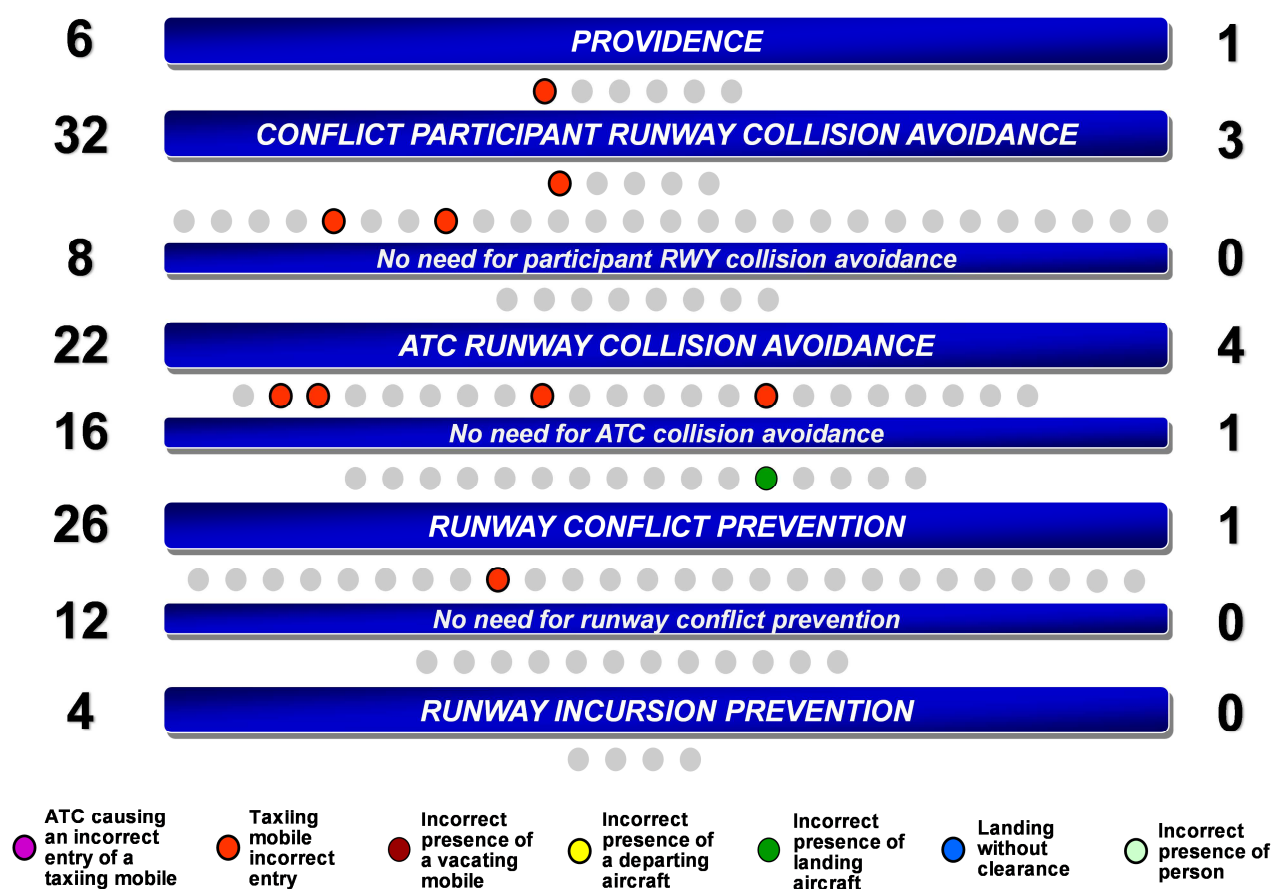 6 PROVIDENCE 1
32 CONFLICT PARTICIPANT RUNWAY COLLISION AVOIDANCE 3
8 No need for participant RWY collision avoidance 0
22 ATC RUNWAY COLLISION AVOIDANCE 4
16 No need for ATC collision avoidance 1
26 RUNWAY CONFLICT PREVENTION 1
12 No need for runway conflict prevention 0
4 RUNWAY INCURSION PREVENTION 0
ATC causing
an incorrect
entry of a
taxiing mobile
Taxiing
mobile
incorrect
entry
Incorrect
presence of
a vacating
mobile
Incorrect
presence of
a departing
aircraft
Incorrect
presence of
landing
aircraft
Landing
without
clearance
Incorrect
presence of
person